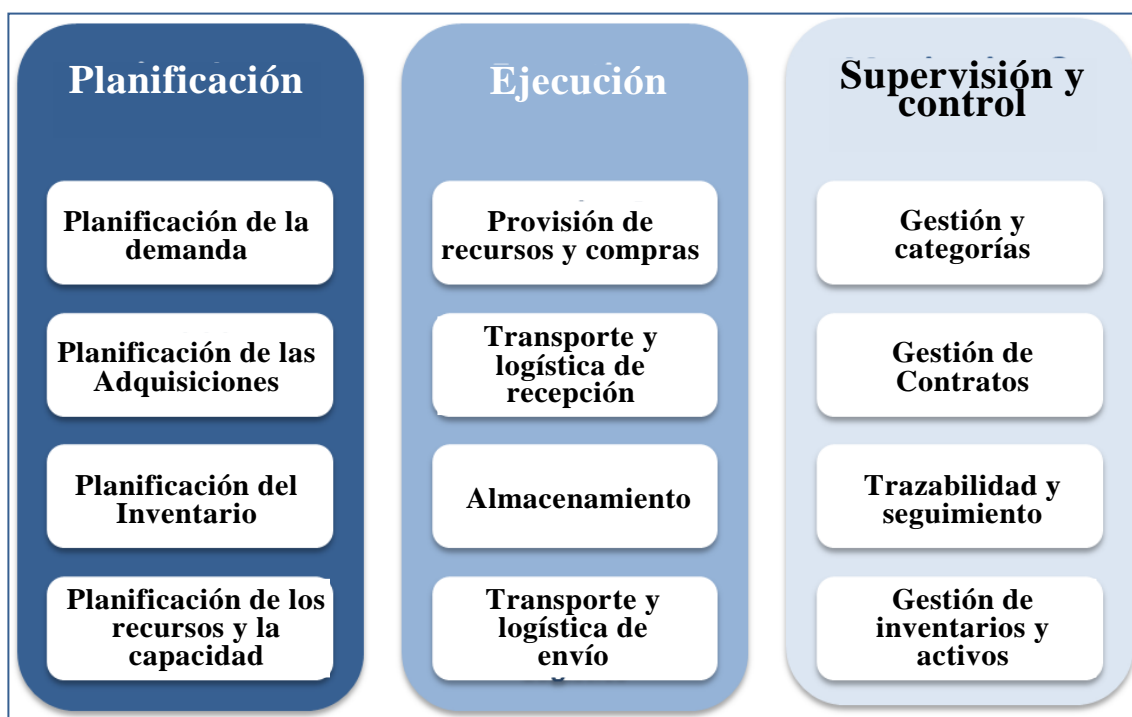 Planificación
Planificación de la
demanda
Planificación de las
Adquisiciones
Planificación del
Inventario
Planificación de los
recursos y la
capacidad
Ejecución
Provisión de
recursos y compras
Transporte y
logística de
recepción
Almacenamiento
Transporte y
logística de
envío
Supervisión y
control
Gestión y
categorías
Gestión de
Contratos
Trazabilidad y
seguimiento
Gestión de
inventarios y
activos